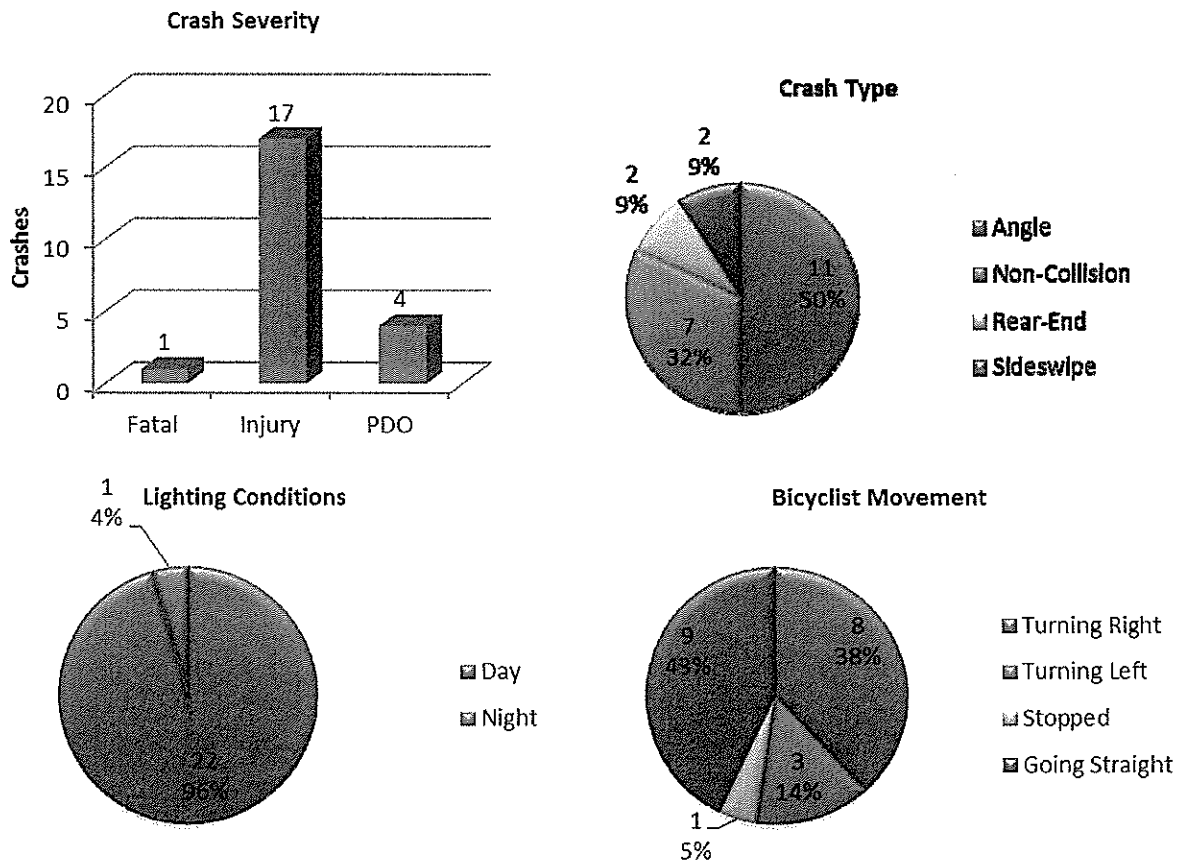 Crash Severity
20
15
10
5
0
Crashes
1
17
4
Fatal
Injury
PDO
Crash Type
2
9%
2
9%
11
50%
7
32%
Angle
Non-Collision
Rear-End
Sideswipe
Lighting Conditions
1
4%
22
96%
Day
Night
Bicyclist Movement
9
43%
8
38%
3
14%
1
5%
Turning Right
Turning Left
Stopped
Going Straight